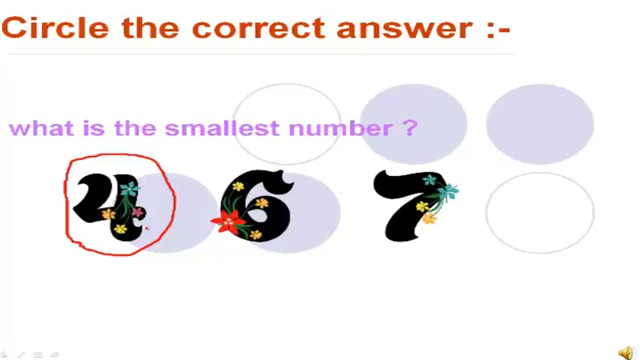 Circle the correct answer :-
what is the smallest number ?
4 6 7